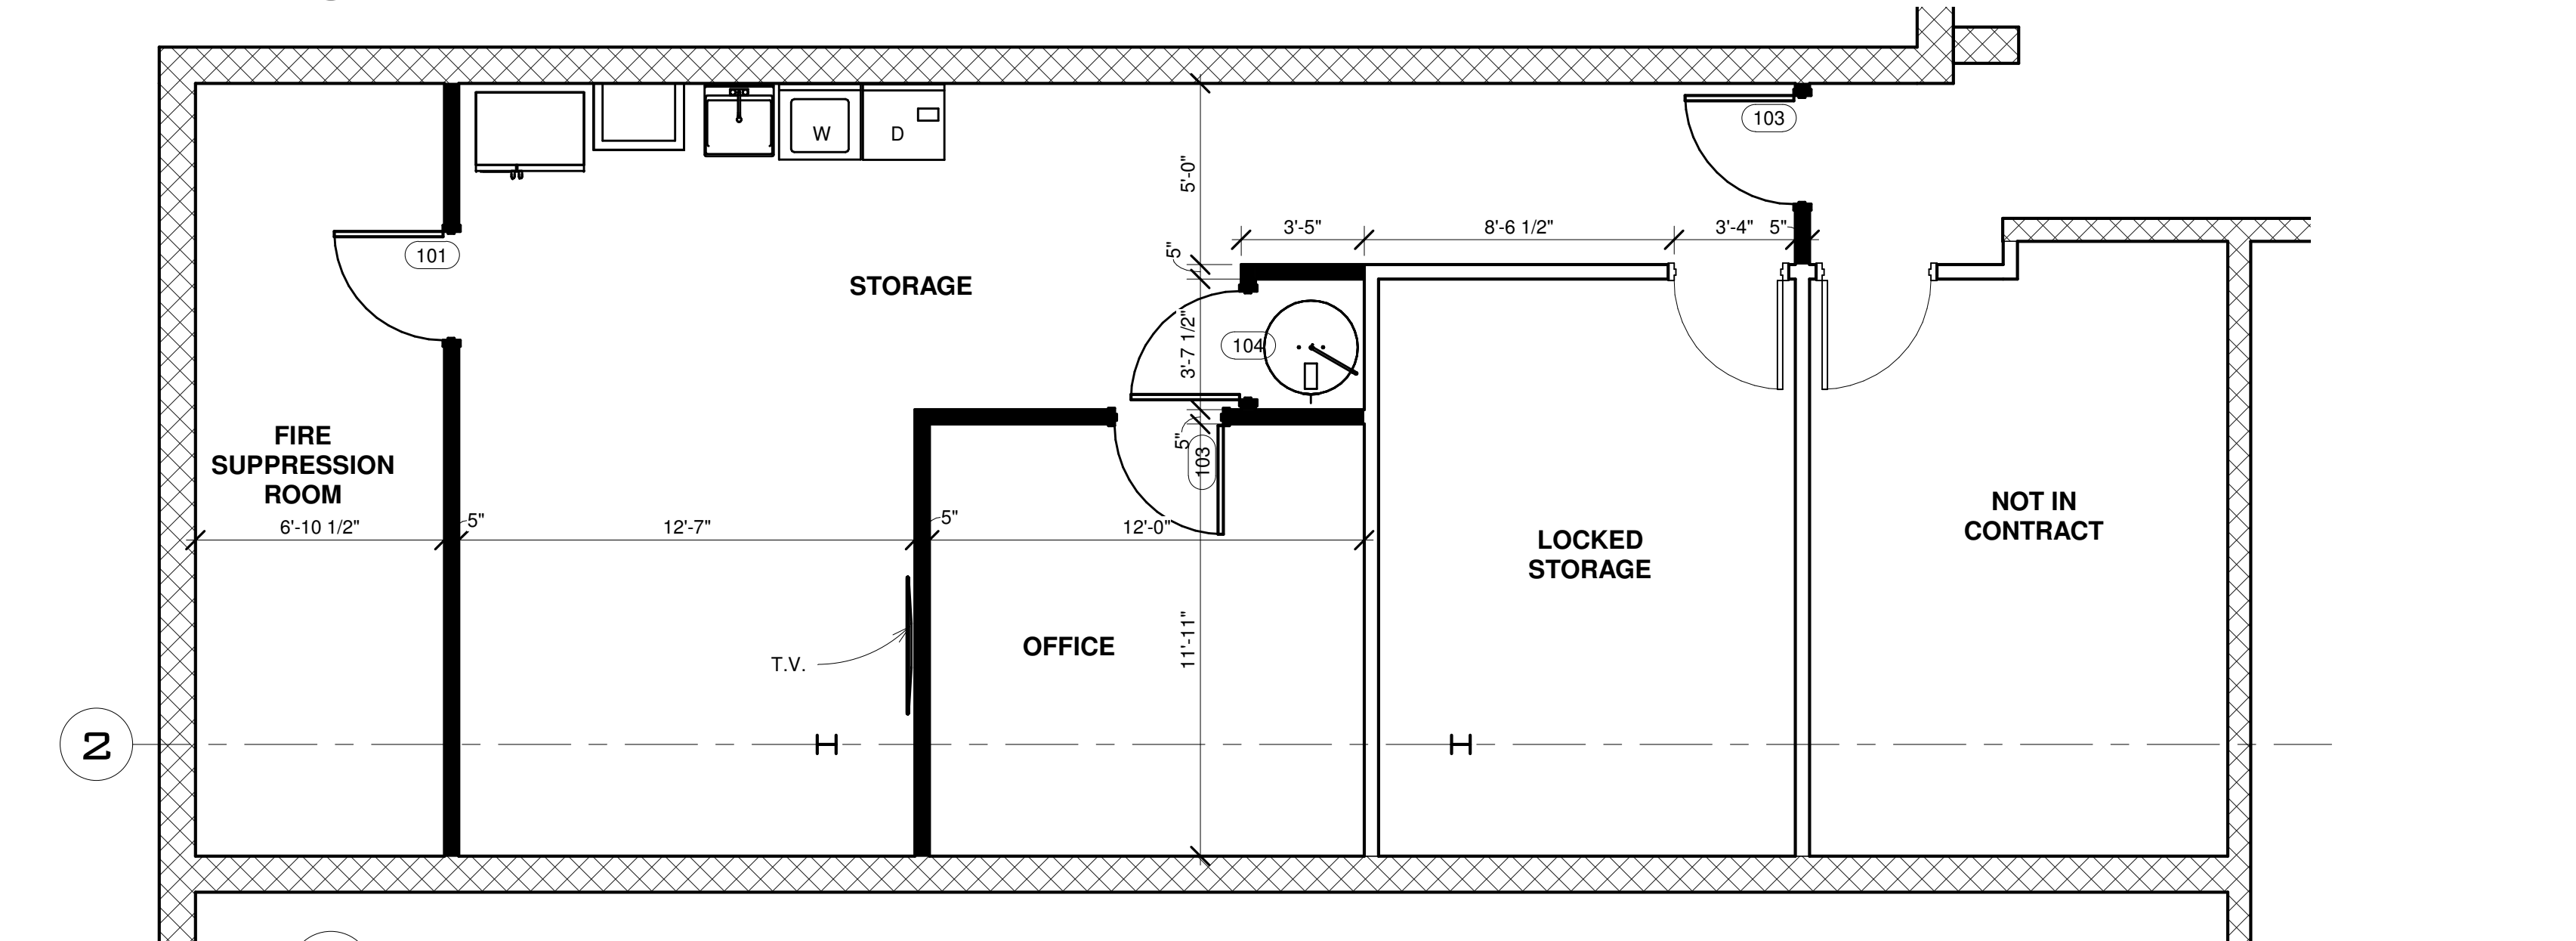 103
W
D
5'-0"
3'-5"
8'-6 1/2"
3'-4"
5"
101
5"
STORAGE
3'-7 1/2"
104
FIRE
SUPPRESSION
ROOM
5"
103
6'-10 1/2"
5"
12'-7"
5"
12'-0"
NOT IN
CONTRACT
LOCKED
STORAGE
OFFICE
11'-11"
T.V.
2